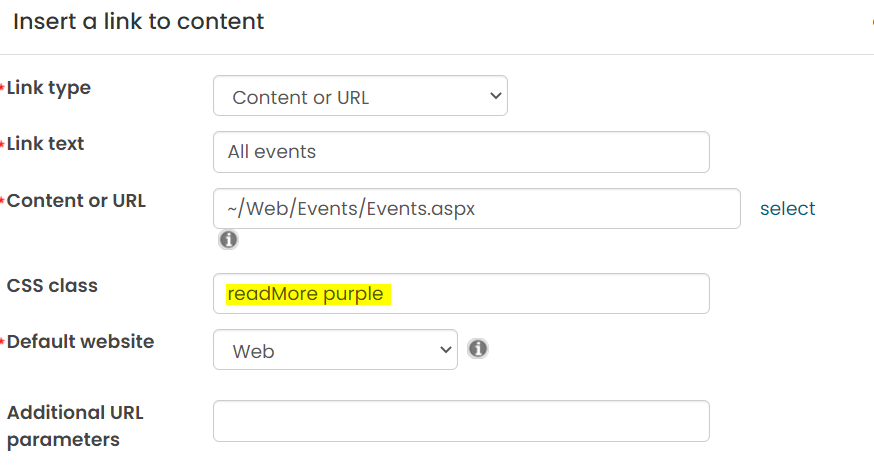 Insert a link to content
*Link type
Content or URL
*Link text
All events
*Content or URL
~/Web/Events/Events.aspx select
CSS class
readMore purple
*Default website
Web
Additional URL
parameters